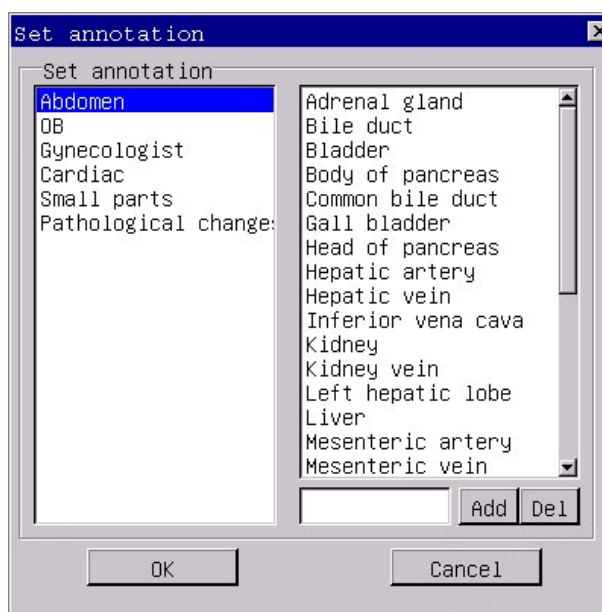 Set annotation
Set annotation
Abdomen
OB
Gynecologist
Cardiac
Small parts
Pathological change
Adrenal gland
Bile duct
Bladder
Body of pancreas
Common bile duct
Gall bladder
Head of pancreas
Hepatic artery
Hepatic vein
Inferior vena cava
Kidney
Kidney vein
Left hepatic lobe
Liver
Mesenteric artery
Mesenteric vein
Add Del
OK Cancel